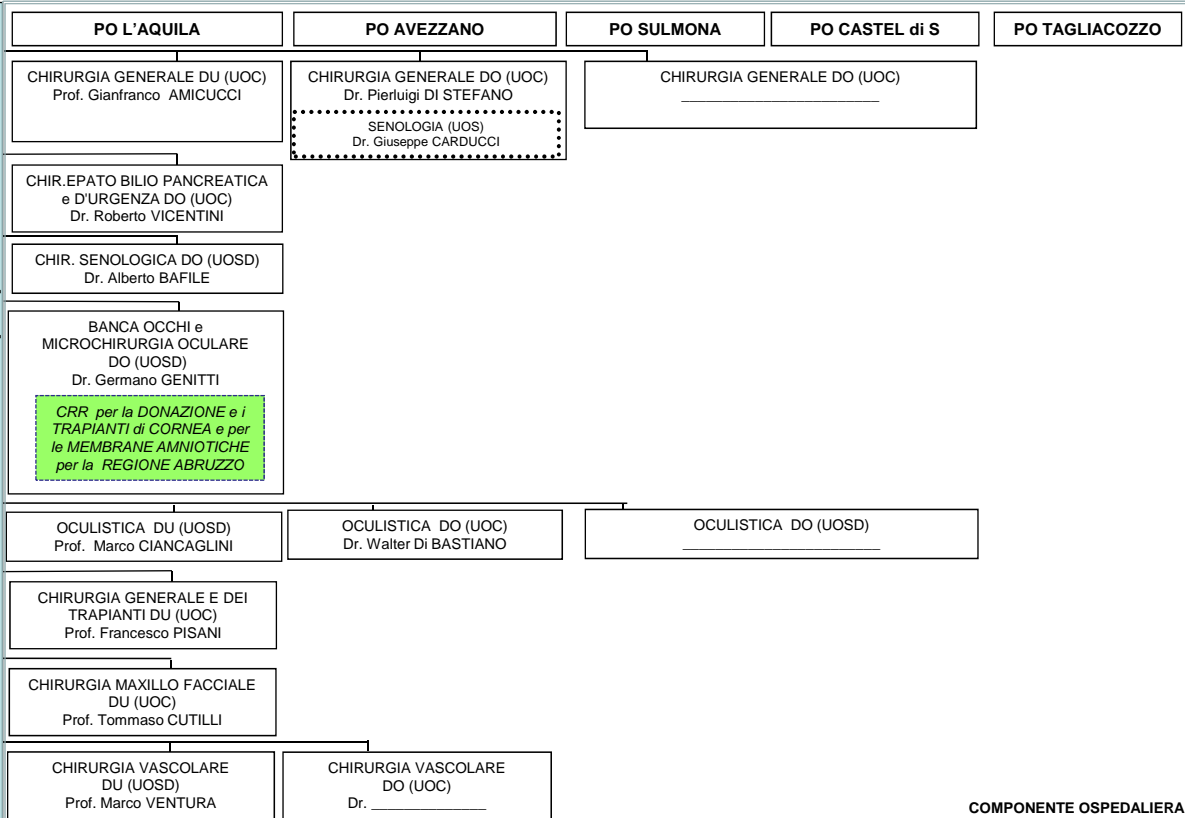 PO L'AQUILA
PO AVEZZANO
PO SULMONA
PO CASTEL di S
PO TAGLIACOZZO
CHIRURGIA GENERALE DU (UOC)
Prof. Gianfranco AMICUCCI
CHIRURGIA GENERALE DO (UOC)
Dr. Pierluigi DI STEFANO
SENOLOGIA (UOS)
Dr. Giuseppe CARDUCCI
CHIRURGIA GENERALE DO (UOC)
________________________
CHIR.EPATO BILIO PANCREATICA
e D'URGENZA DO (UOC)
Dr. Roberto VICENTINI
CHIR. SENOLOGICA DO (UOSD)
Dr. Alberto BAFILE
BANCA OCCHI e
MICROCHIRURGIA OCULARE
DO (UOSD)
Dr. Germano GENITTI
CRR per la DONAZIONE e i
TRAPIANTI di CORNEA e per
le MEMBRANE AMNIOTICHE
per la REGIONE ABRUZZO
OCULISTICA DU (UOSD)
Prof. Marco CIANCAGLINI
OCULISTICA DO (UOC)
Dr. Walter Di BASTIANO
OCULISTICA DO (UOSD)
________________________
CHIRURGIA GENERALE E DEI
TRAPIANTI DU (UOC)
Prof. Francesco PISANI
CHIRURGIA MAXILLO FACCIALE
DU (UOC)
Prof. Tommaso CUTILLI
CHIRURGIA VASCOLARE
DU (UOSD)
Prof. Marco VENTURA
CHIRURGIA VASCOLARE
DO (UOC)
Dr. ______________
COMPONENTE OSPEDALIERA